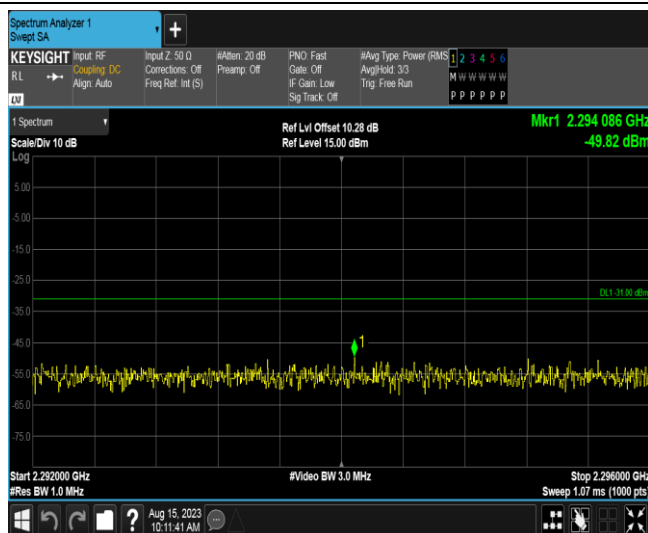 Spectrum Analyzer 1
Swept SA
+
KEYSIGHT
RL
Input: RF
Coupling: DC
Align: Auto
Input Z: 50 Ω
Corrections: Off
Freq Ref: Int (S)
#Atten: 20 dB
Preamp: Off
PNO: Fast
Gate: Off
IF Gain: Low
Sig Track: Off
#Avg Type: Power (RMS
Avg|Hold: 3/3
Trig: Free Run
1 2 3 4 5 6
M W W W W W
P P P P P P
LXI
1 Spectrum
Scale/Div 10 dB
Log
Ref Lvl Offset 10.28 dB
Ref Level 15.00 dBm
Mkr1 2.294 086 GHz
-49.82 dBm
5.00
-5.00
-15.0
-25.0
DL1 -31.00 dBm
-35.0
-45.0
1
-55.0
-65.0
-75.0
Start 2.292000 GHz
#Res BW 1.0 MHz
#Video BW 3.0 MHz
Stop 2.296000 GHz
Sweep 1.07 ms (1000 pts)
?
Aug 15, 2023
10:11:41 AM